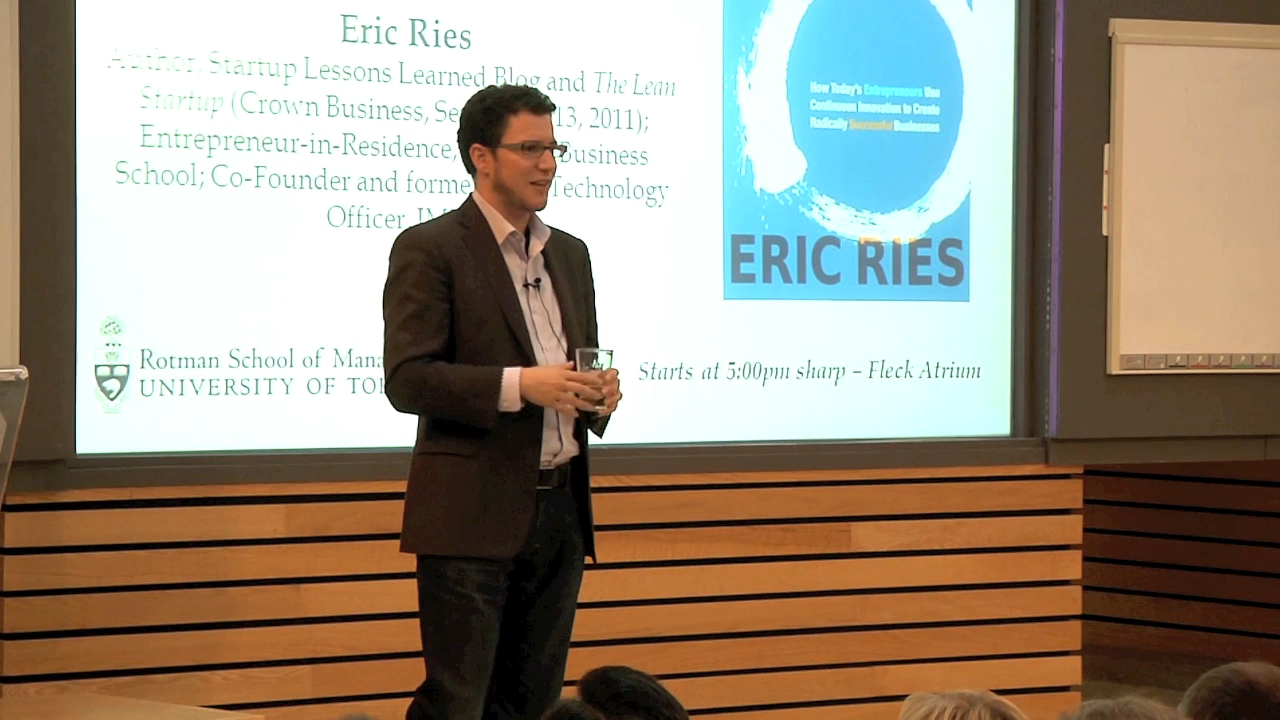 Eric Ries
Author, Startup Lessons Learned Blog and The Lean
Startup (Crown Business, Se 13, 2011);
Entrepreneur-in-Residence, Business
School; Co-Founder and forme Technology
Officer, IM
How Today's Entrepreneurs Use
Continuous Innovation to Create
Radically Successful Businesses
ERIC RIES
Rotman School of Mana
UNIVERSITY OF TO
Starts at 5:00pm sharp – Fleck Atrium